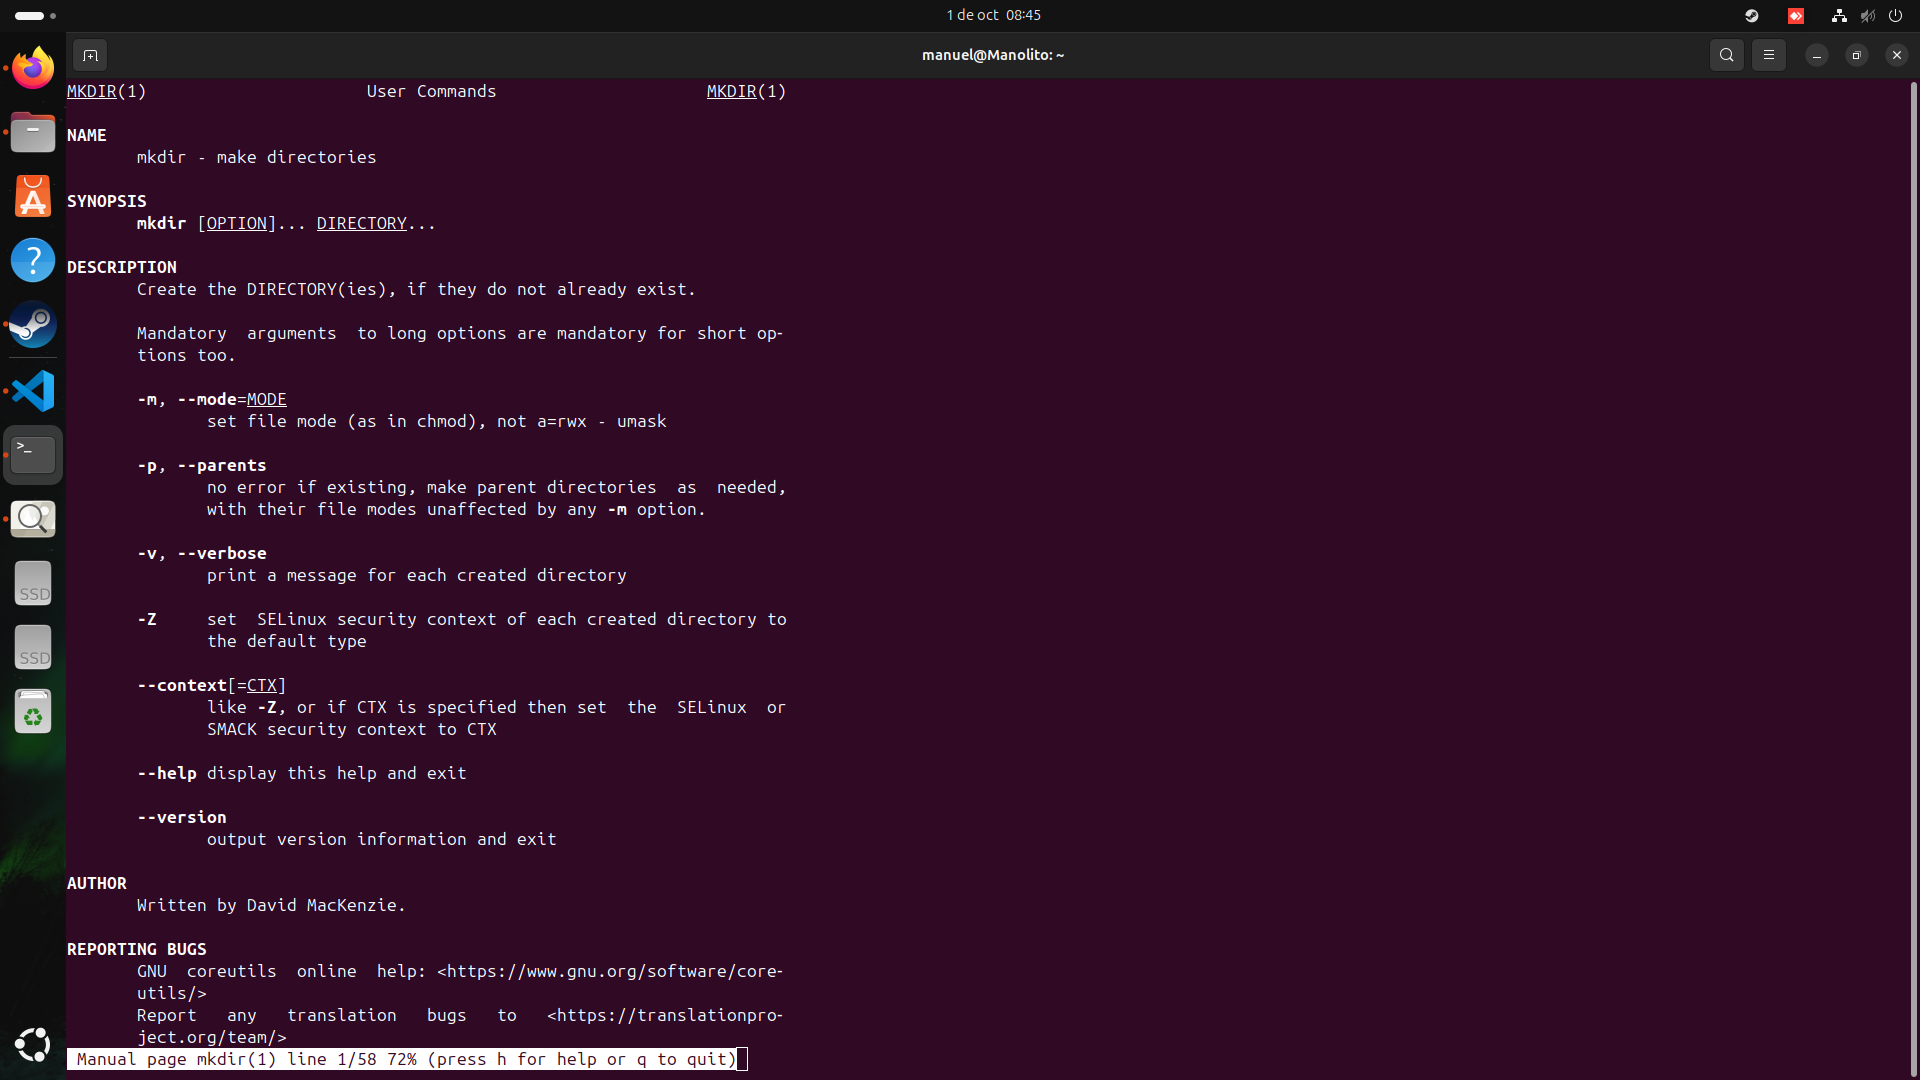 1 de oct 08:45
manuel@Manolito: ~
MKDIR(1) User Commands MKDIR(1)
NAME
mkdir - make directories
SYNOPSIS
mkdir [OPTION]... DIRECTORY...
DESCRIPTION
Create the DIRECTORY(ies), if they do not already exist.
Mandatory arguments to long options are mandatory for short op-
tions too.
-m, --mode=MODE
set file mode (as in chmod), not a=rwx - umask
-p, --parents
no error if existing, make parent directories as needed,
with their file modes unaffected by any -m option.
-v, --verbose
print a message for each created directory
-Z set SELinux security context of each created directory to
the default type
--context[=CTX]
like -Z, or if CTX is specified then set the SELinux or
SMACK security context to CTX
--help display this help and exit
--version
output version information and exit
AUTHOR
Written by David MacKenzie.
REPORTING BUGS
GNU coreutils online help: <https://www.gnu.org/software/core-
utils/>
Report any translation bugs to <https://translationpro-
ject.org/team/>
Manual page mkdir(1) line 1/58 72% (press h for help or q to quit)
?
>_
SSD
SSD